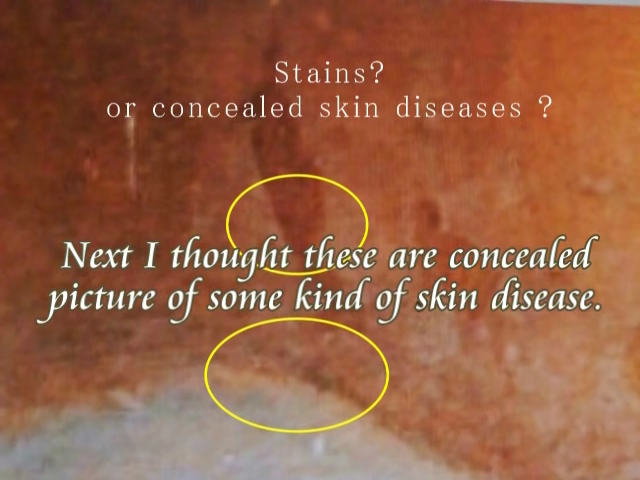 Stains?
or concealed skin diseases ?
Next I thought these are concealed
picture of some kind of skin disease.